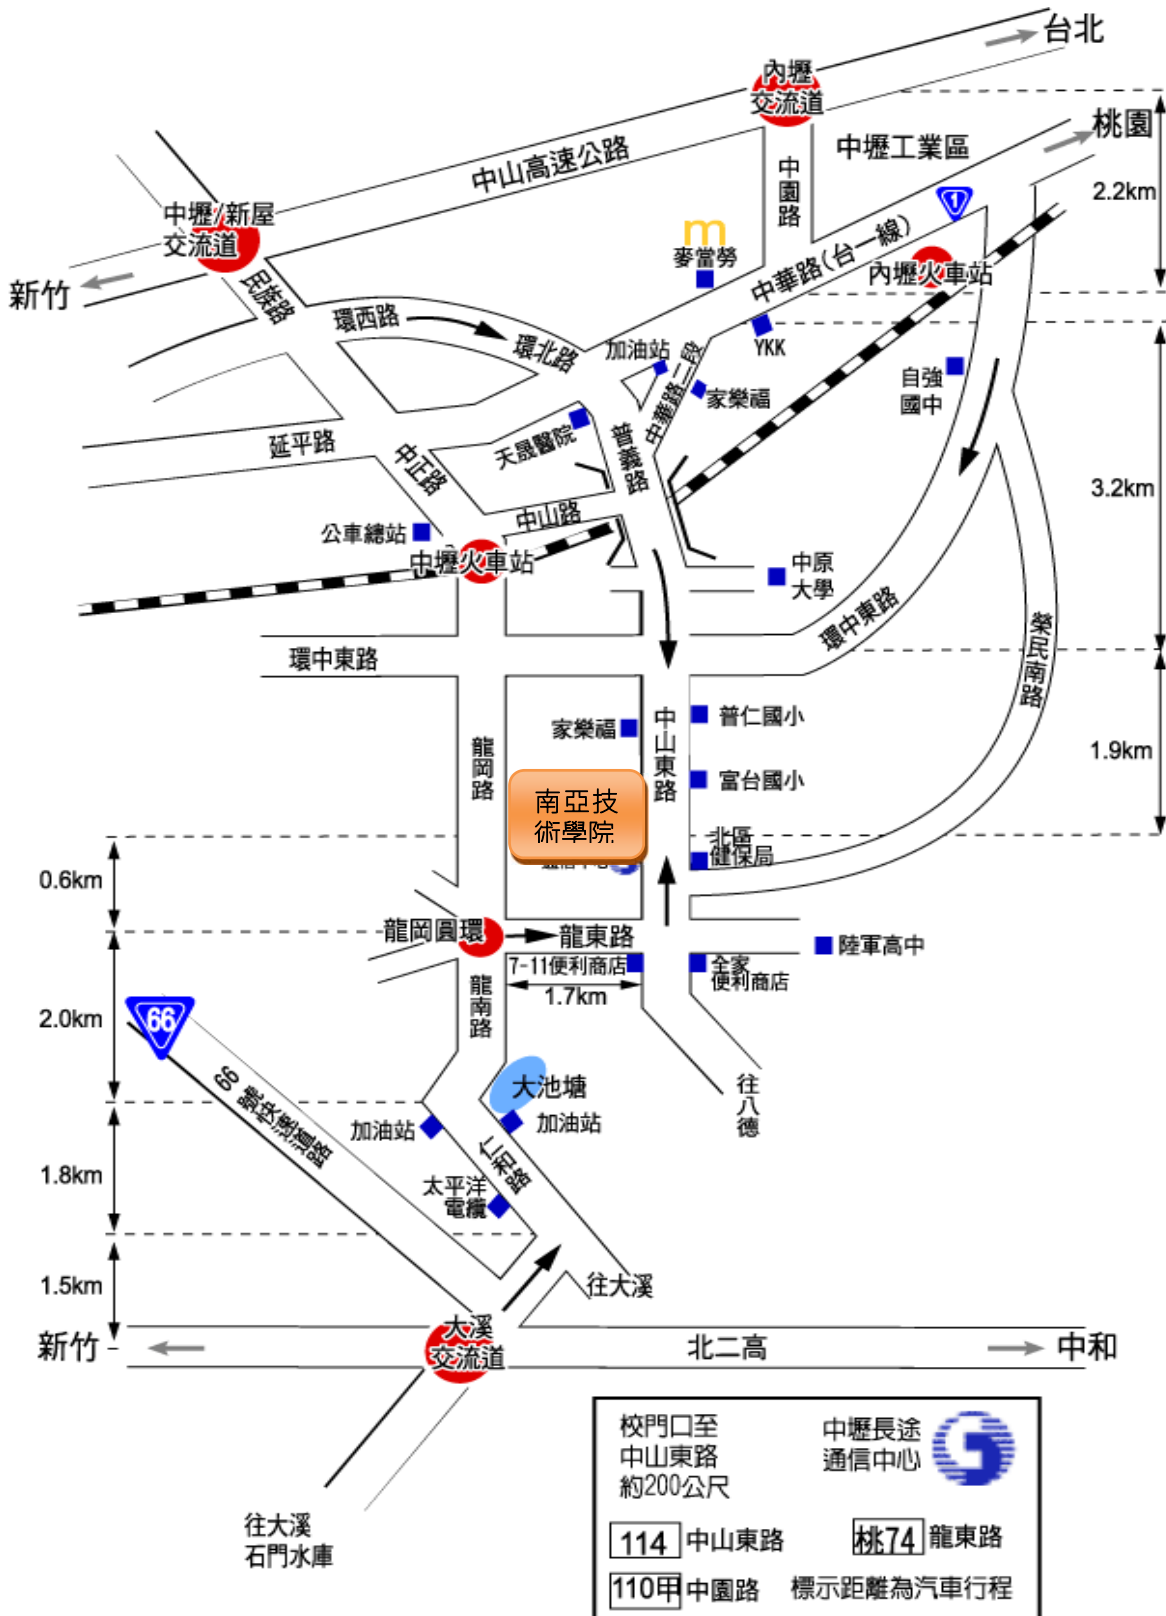 台北
內壢
交流道
桃園
中壢工業區
中山高速公路
中園路
2.2km
1
中壢/新屋
交流道
m
麥當勞
中華路(台一線)
內壢火車站
新竹
民族路
環西路
環北路
加油站
YKK
中華路二段
家樂福
自強
國中
延平路
天晟醫院
普義路
中正路
3.2km
公車總站
中山路
中壢火車站
中原
大學
環中東路
環中東路
榮民南路
家樂福
中山東路
普仁國小
龍岡路
1.9km
富台國小
南亞技
術學院
北區
健保局
0.6km
龍岡圓環
龍東路
陸軍高中
7-11便利商店
全家
便利商店
1.7km
龍南路
2.0km
66
66
號快速道路
大池塘
往八德
加油站
加油站
仁和路
1.8km
太平洋
電纜
1.5km
往大溪
新竹
大溪
交流道
北二高
中和
校門口至
中山東路
約200公尺
中壢長途
通信中心
往大溪
石門水庫
114 中山東路
桃74 龍東路
110甲 中園路
標示距離為汽車行程